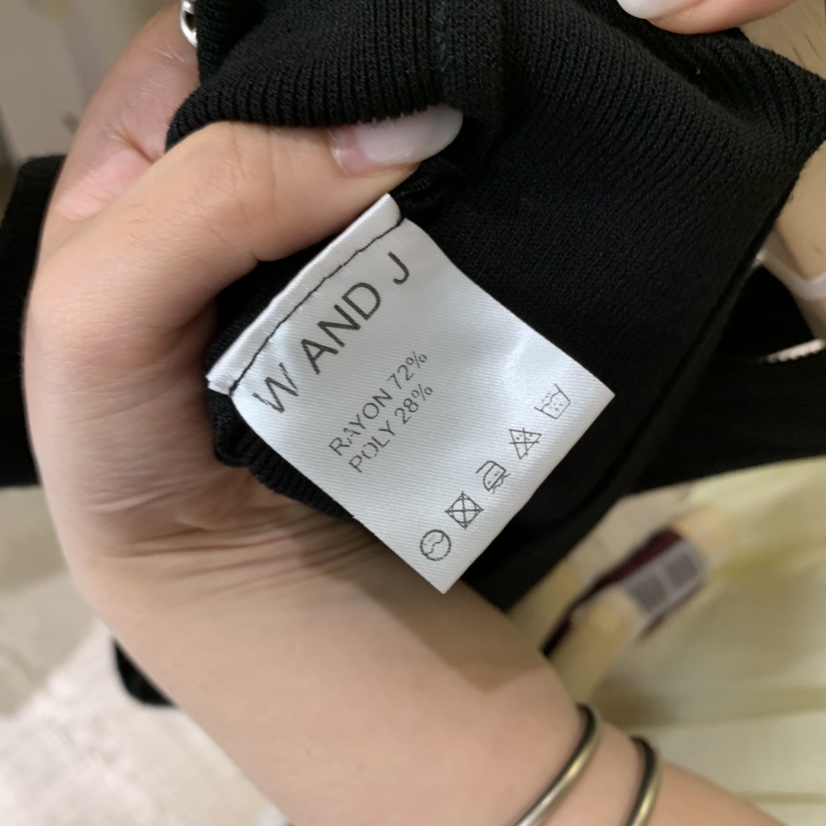 W AND J
RAYON 72%
POLY 28%